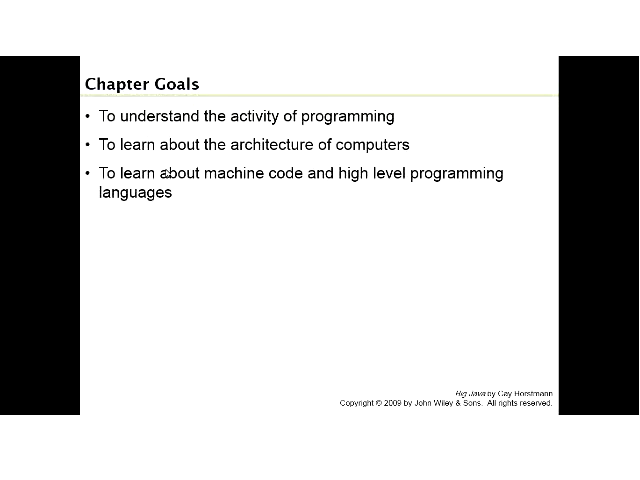 Chapter Goals
• To understand the activity of programming
• To learn about the architecture of computers
• To learn about machine code and high level programming
languages
Big Java by Cay Horstmann
Copyright © 2009 by John Wiley & Sons. All rights reserved.